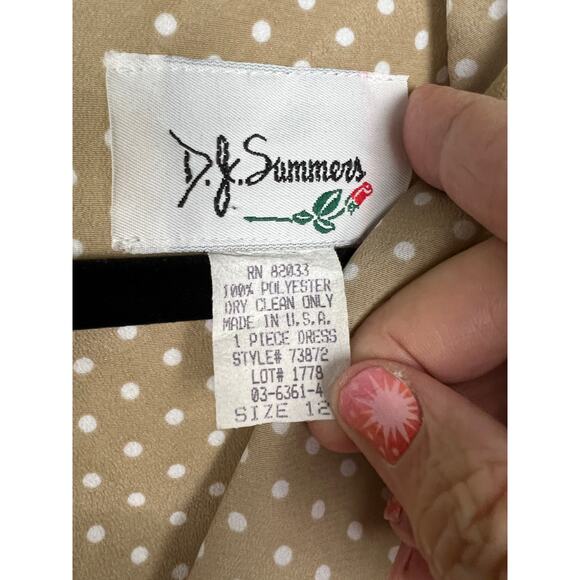 D.J. Summers
RN 82033
100% POLYESTER
DRY CLEAN ONLY
MADE IN U.S.A.
1 PIECE DRESS
STYLE# 73872
LOT# 1778
03-6361-4
SIZE 12